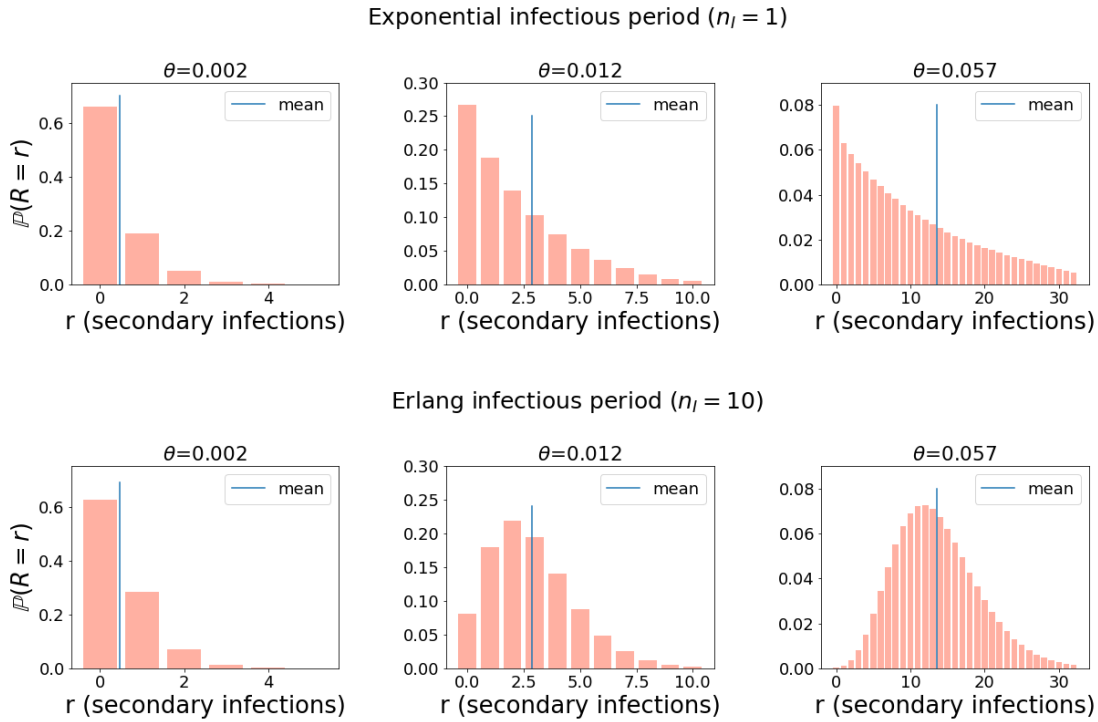 Exponential infectious period (n_I = 1)
θ=0.002
θ=0.012
θ=0.057
mean
mean
mean
ℙ(R = r)
0.6
0.4
0.2
0.0
0.30
0.25
0.20
0.15
0.10
0.05
0.00
0.08
0.06
0.04
0.02
0.00
0 2 4
0.0 2.5 5.0 7.5 10.0
0 10 20 30
r (secondary infections)
r (secondary infections)
r (secondary infections)
Erlang infectious period (n_I = 10)
θ=0.002
θ=0.012
θ=0.057
mean
mean
mean
ℙ(R = r)
0.6
0.4
0.2
0.0
0.30
0.25
0.20
0.15
0.10
0.05
0.00
0.08
0.06
0.04
0.02
0.00
0 2 4
0.0 2.5 5.0 7.5 10.0
0 10 20 30
r (secondary infections)
r (secondary infections)
r (secondary infections)